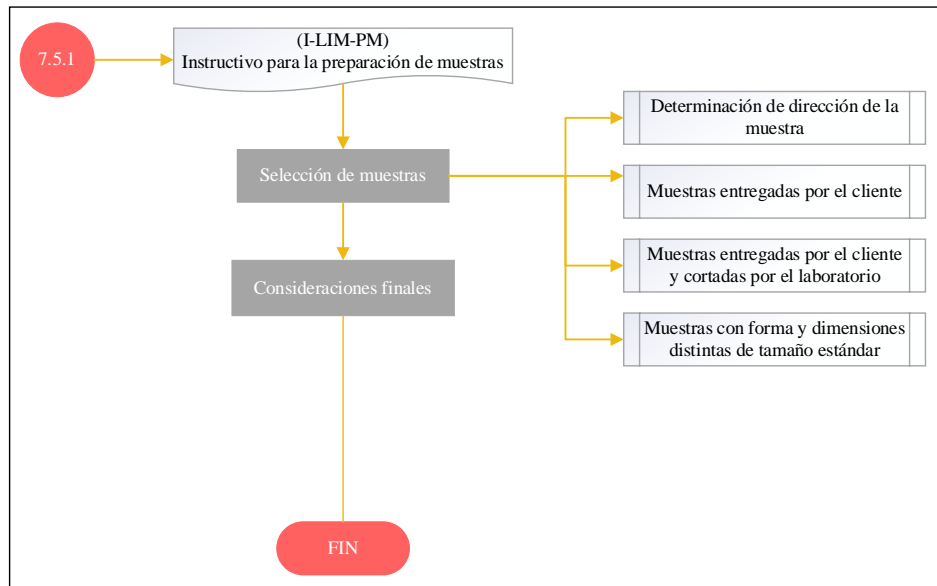 7.5.1
(I-LIM-PM)
Instructivo para la preparación de muestras
Determinación de dirección de la
muestra
Selección de muestras
Muestras entregadas por el cliente
Muestras entregadas por el cliente
y cortadas por el laboratorio
Consideraciones finales
Muestras con forma y dimensiones
distintas de tamaño estándar
FIN